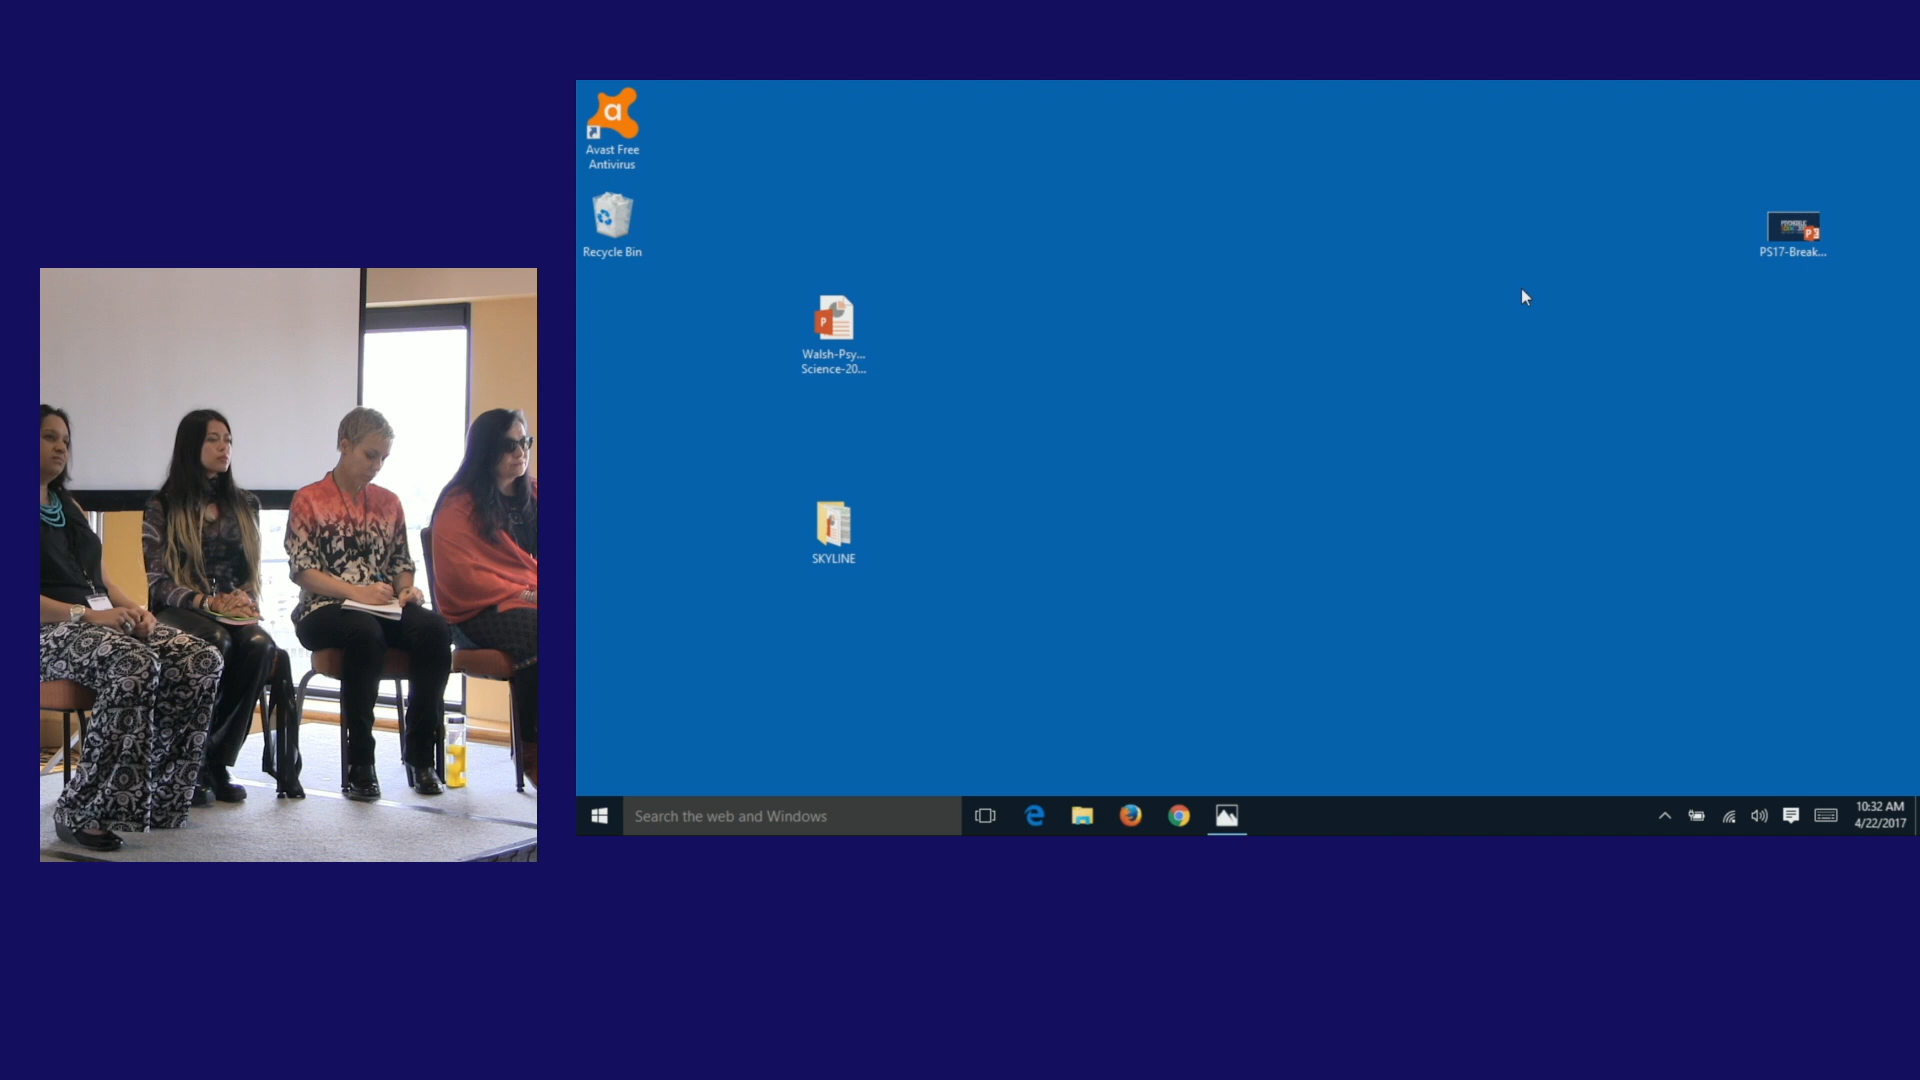 Avast Free
Antivirus
Recycle Bin
PS17-Break...
Walsh-Psy...
Science-20...
SKYLINE
Search the web and Windows
10:32 AM
4/22/2017